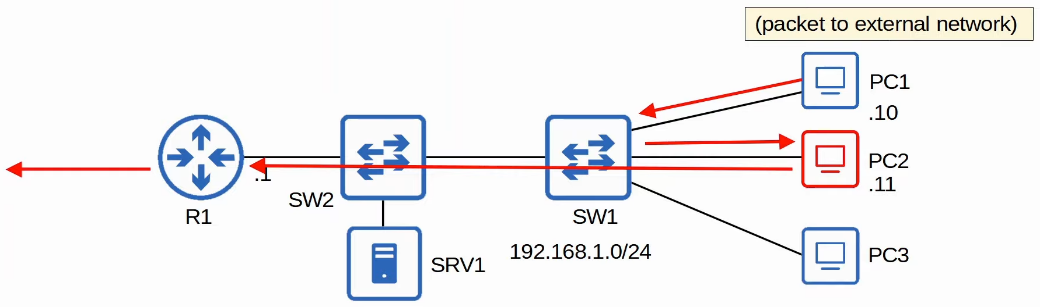 (packet to external network)
PC1
.10
PC2
.11
.1
SW2
R1
SW1
192.168.1.0/24
SRV1
PC3